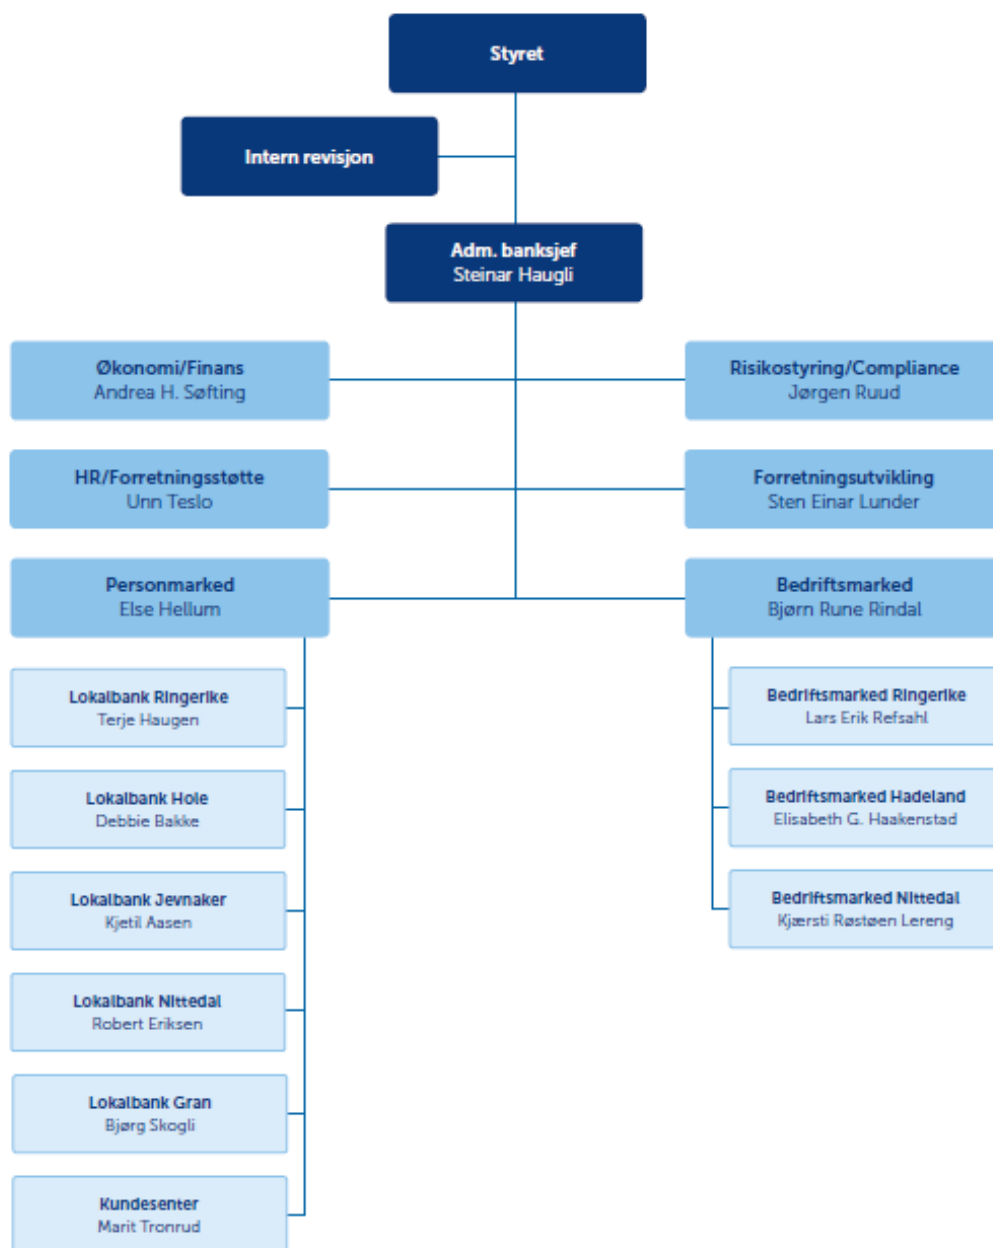 Styret
Intern revisjon
Adm. banksjef
Steinar Haugli
Økonomi/Finans
Andrea H. Søfting
Risikostyring/Compliance
Jørgen Ruud
HR/Forretningsstøtte
Unn Teslo
Forretningsutvikling
Sten Einar Lunder
Personmarked
Else Hellum
Bedriftsmarked
Bjørn Rune Rindal
Lokalbank Ringerike
Terje Haugen
Lokalbank Hole
Debbie Bakke
Lokalbank Jevnaker
Kjetil Aasen
Lokalbank Nittedal
Robert Eriksen
Lokalbank Gran
Bjørg Skogli
Kundesenter
Marit Tronrud
Bedriftsmarked Ringerike
Lars Erik Refsahl
Bedriftsmarked Hadeland
Elisabeth G. Haakenstad
Bedriftsmarked Nittedal
Kjærsti Røstøen Lereng